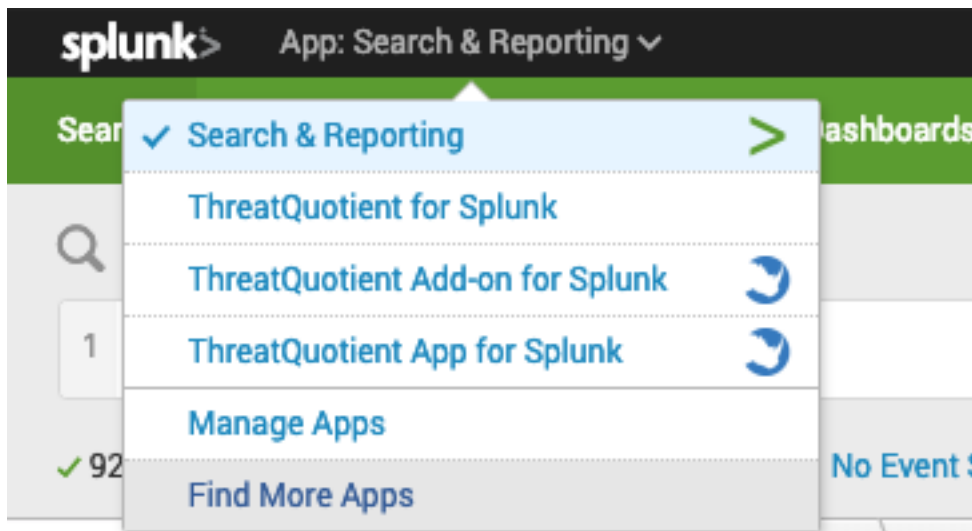 splunk> App: Search & Reporting
Search & Reporting
ThreatQuotient for Splunk
ThreatQuotient Add-on for Splunk
1
ThreatQuotient App for Splunk
Manage Apps
92
No Event
Find More Apps